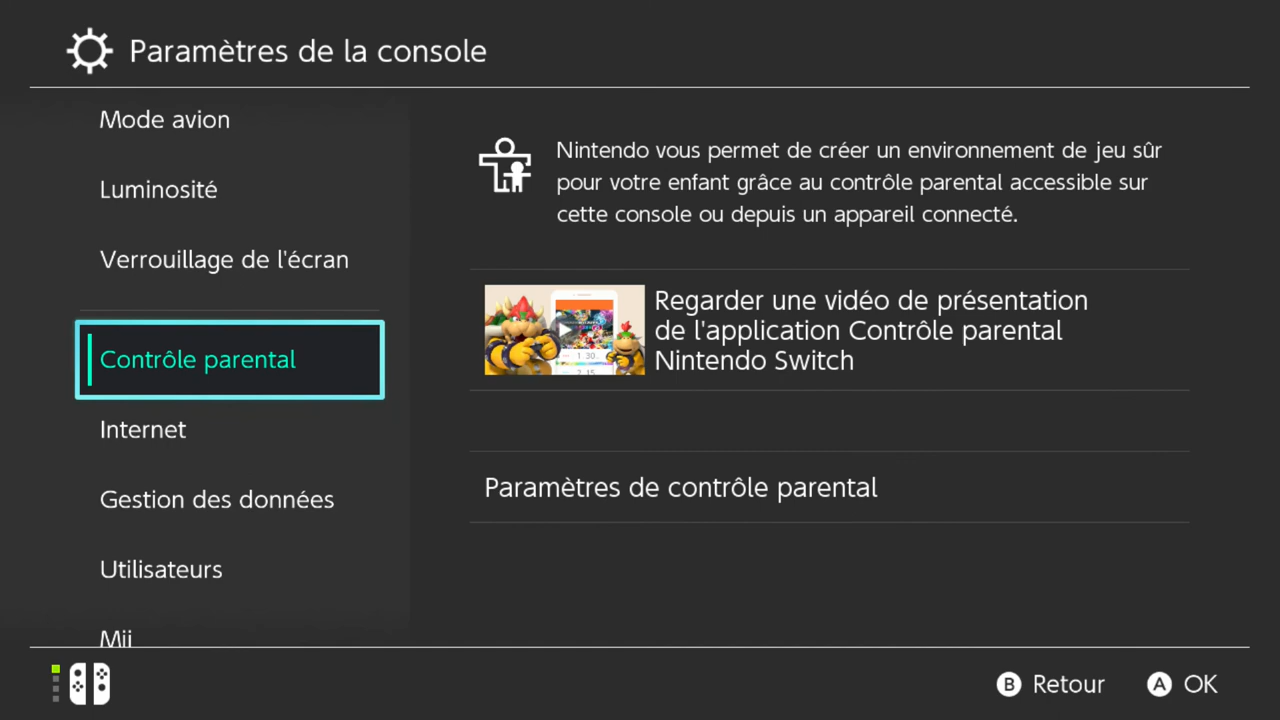 Paramètres de la console
Mode avion
Luminosité
Verrouillage de l'écran
Contrôle parental
Internet
Gestion des données
Utilisateurs
Mii
Nintendo vous permet de créer un environnement de jeu sûr
pour votre enfant grâce au contrôle parental accessible sur
cette console ou depuis un appareil connecté.
Regarder une vidéo de présentation
de l'application Contrôle parental
Nintendo Switch
Paramètres de contrôle parental
B Retour
A OK